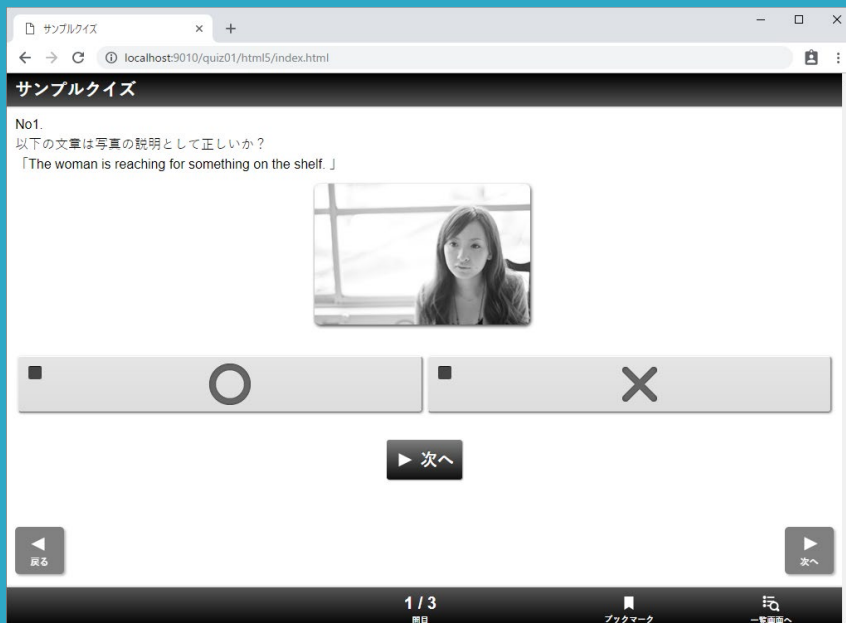 サンプルクイズ
localhost:9010/quiz01/html5/index.html
サンプルクイズ
No1.
以下の文章は写真の説明として正しいか？
「The woman is reaching for something on the shelf. 」
▶ 次へ
戻る
次へ
1 / 3
問目
ブックマーク
一覧画面へ